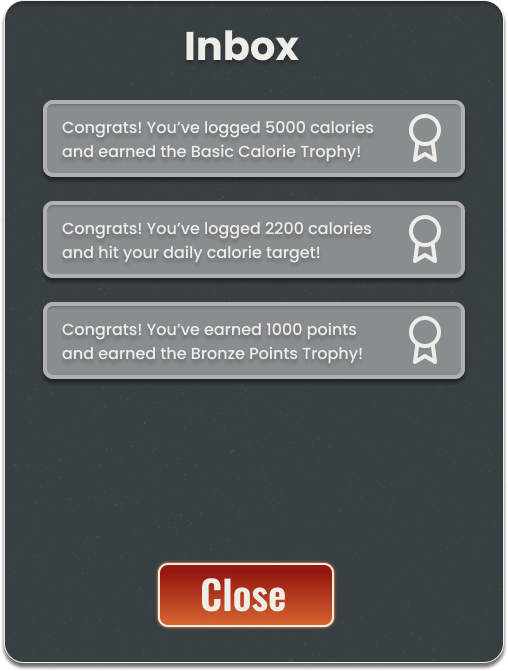 Inbox
Congrats! You’ve logged 5000 calories
and earned the Basic Calorie Trophy!
Congrats! You’ve logged 2200 calories
and hit your daily calorie target!
Congrats! You’ve earned 1000 points
and earned the Bronze Points Trophy!
Close